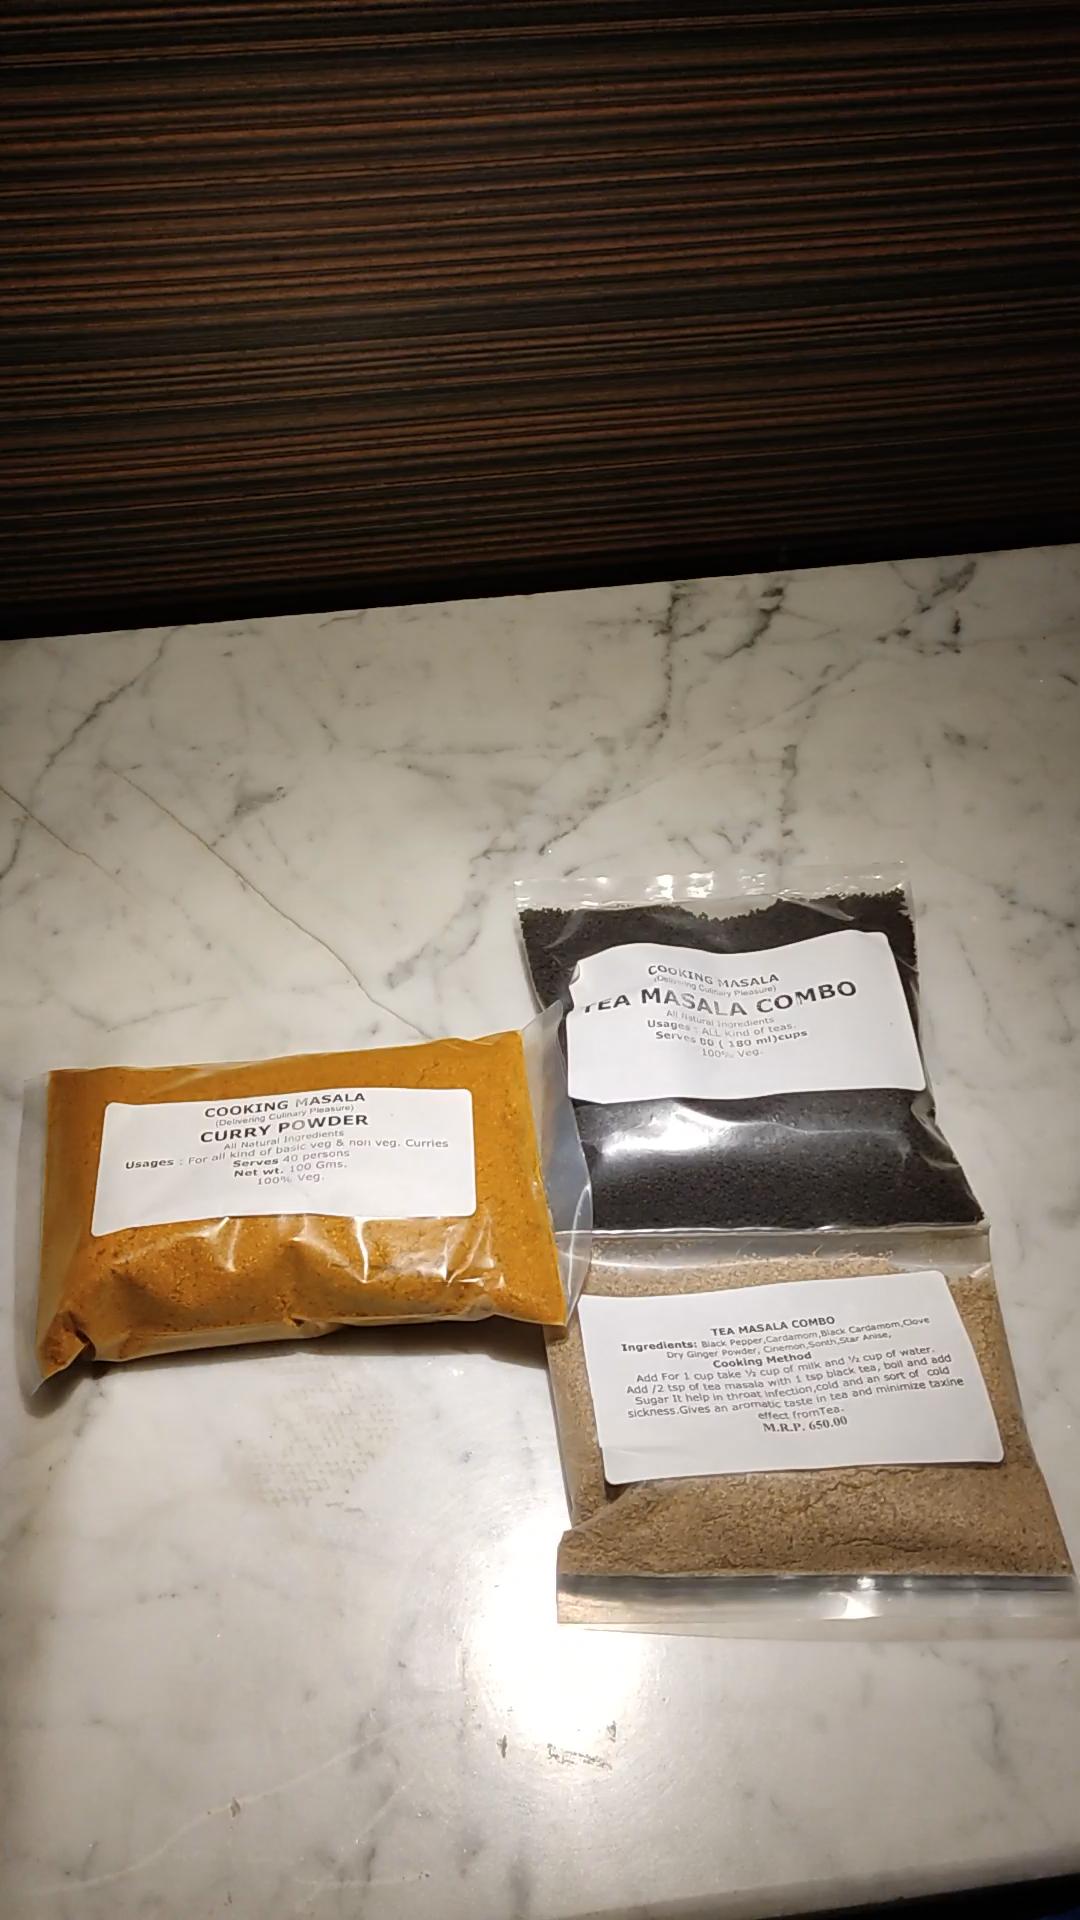 COOKING MASALA
(Delivering Culinary Pleasure)
TEA MASALA COMBO
All Natural Ingredients
Usages : ALL Kind of teas.
Serves 80 ( 180 ml)cups
100% Veg.
COOKING MASALA
(Delivering Culinary Pleasure)
CURRY POWDER
All Natural Ingredients
Usages : For all kind of basic veg & non veg. Curries
Serves 40 persons
Net wt. 100 Gms.
100% Veg.
TEA MASALA COMBO
Ingredients: Black Pepper,Cardamom,Black Cardamom,Clove
Dry Ginger Powder, Cinemon,Sonth,Star Anise,
Cooking Method
Add For 1 cup take ½ cup of milk and ½ cup of water.
Add /2 tsp of tea masala with 1 tsp black tea, boil and add
Sugar It help in throat infection,cold and an sort of cold
sickness.Gives an aromatic taste in tea and minimize taxine
effect fromTea.
M.R.P. 650.00